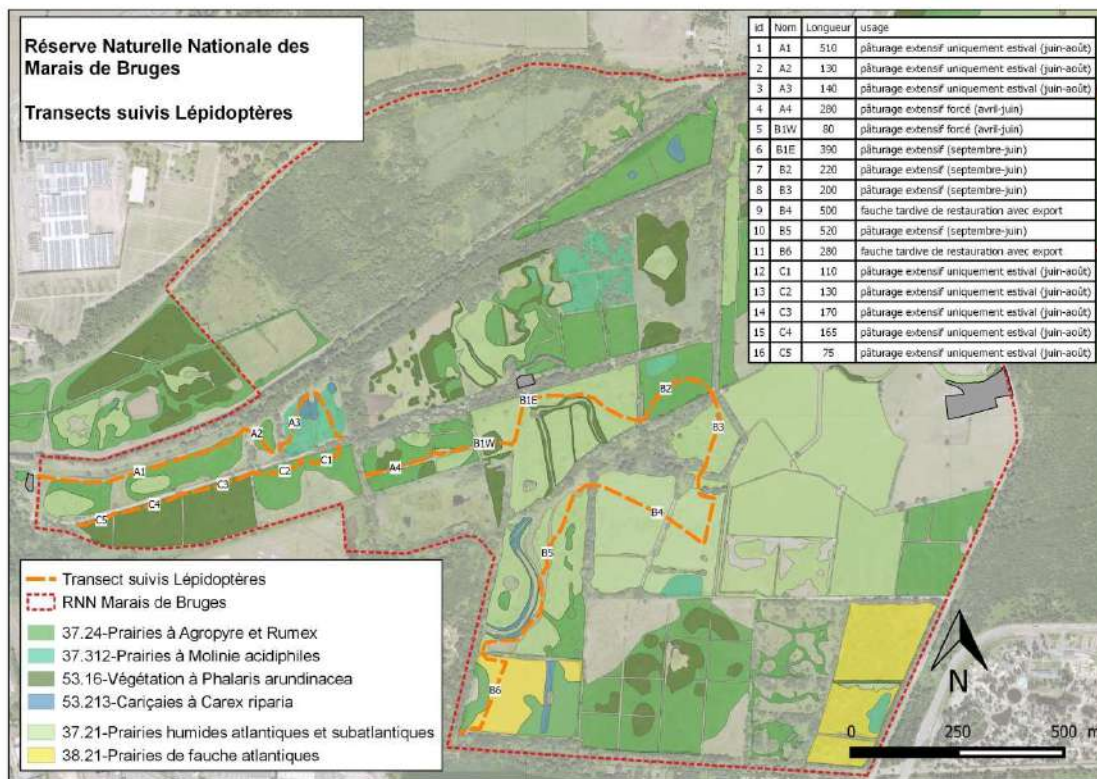 Réserve Naturelle Nationale des
Marais de Bruges
Transects suivis Lépidoptères
id Nom Longueur usage
1 A1 510 pâturage extensif uniquement estival (juin-août)
2 A2 130 pâturage extensif uniquement estival (juin-août)
3 A3 140 pâturage extensif uniquement estival (juin-août)
4 A4 280 pâturage extensif forcé (avril-juin)
5 B1W 80 pâturage extensif forcé (avril-juin)
6 B1E 390 pâturage extensif (septembre-juin)
7 B2 220 pâturage extensif (septembre-juin)
8 B3 200 pâturage extensif (septembre-juin)
9 B4 500 fauche tardive de restauration avec export
10 B5 520 pâturage extensif (septembre-juin)
11 B6 280 fauche tardive de restauration avec export
12 C1 110 pâturage extensif uniquement estival (juin-août)
13 C2 130 pâturage extensif uniquement estival (juin-août)
14 C3 170 pâturage extensif uniquement estival (juin-août)
15 C4 165 pâturage extensif uniquement estival (juin-août)
16 C5 75 pâturage extensif uniquement estival (juin-août)
B2
B1E
A3
B3
A2
B1W
C1
A4
C2
A1
C3
C4
B4
C5
B5
B6
Transect suivis Lépidoptères
RNN Marais de Bruges
37.24-Prairies à Agropyre et Rumex
37.312-Prairies à Molinie acidiphiles
53.16-Végétation à Phalaris arundinacea
53.213-Cariçaies à Carex riparia
37.21-Prairies humides atlantiques et subatlantiques
38.21-Prairies de fauche atlantiques
N
0 250 500 m